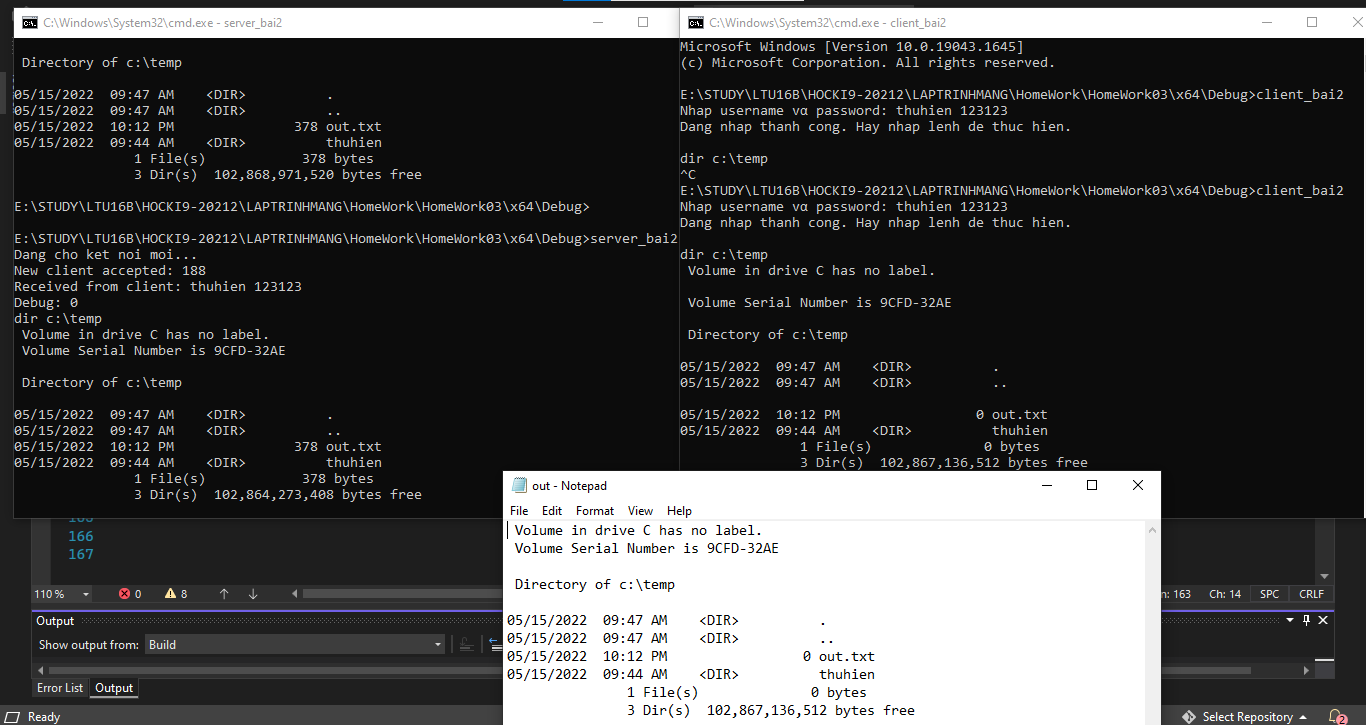 C:\Windows\System32\cmd.exe - server_bai2
 Directory of c:\temp
05/15/2022  09:47 AM    <DIR>          .
05/15/2022  09:47 AM    <DIR>          ..
05/15/2022  10:12 PM               378 out.txt
05/15/2022  09:44 AM    <DIR>          thuhien
               1 File(s)            378 bytes
               3 Dir(s)  102,868,971,520 bytes free
E:\STUDY\LTU16B\HOCKI9-20212\LAPTRINHMANG\HomeWork\HomeWork03\x64\Debug>
E:\STUDY\LTU16B\HOCKI9-20212\LAPTRINHMANG\HomeWork\HomeWork03\x64\Debug>server_bai2
Dang cho ket noi moi...
New client accepted: 188
Received from client: thuhien 123123
Debug: 0
dir c:\temp
 Volume in drive C has no label.
 Volume Serial Number is 9CFD-32AE
 Directory of c:\temp
05/15/2022  09:47 AM    <DIR>          .
05/15/2022  09:47 AM    <DIR>          ..
05/15/2022  10:12 PM               378 out.txt
05/15/2022  09:44 AM    <DIR>          thuhien
               1 File(s)            378 bytes
               3 Dir(s)  102,864,273,408 bytes free
C:\Windows\System32\cmd.exe - client_bai2
Microsoft Windows [Version 10.0.19043.1645]
(c) Microsoft Corporation. All rights reserved.
E:\STUDY\LTU16B\HOCKI9-20212\LAPTRINHMANG\HomeWork\HomeWork03\x64\Debug>client_bai2
Nhap username vα password: thuhien 123123
Dang nhap thanh cong. Hay nhap lenh de thuc hien.
dir c:\temp
^C
E:\STUDY\LTU16B\HOCKI9-20212\LAPTRINHMANG\HomeWork\HomeWork03\x64\Debug>client_bai2
Nhap username vα password: thuhien 123123
Dang nhap thanh cong. Hay nhap lenh de thuc hien.
dir c:\temp
 Volume in drive C has no label.
 Volume Serial Number is 9CFD-32AE
 Directory of c:\temp
05/15/2022  09:47 AM    <DIR>          .
05/15/2022  09:47 AM    <DIR>          ..
05/15/2022  10:12 PM                 0 out.txt
05/15/2022  09:44 AM    <DIR>          thuhien
               1 File(s)              0 bytes
               3 Dir(s)  102,867,136,512 bytes free
out - Notepad
File Edit Format View Help
 Volume in drive C has no label.
 Volume Serial Number is 9CFD-32AE
 Directory of c:\temp
05/15/2022  09:47 AM    <DIR>          .
05/15/2022  09:47 AM    <DIR>          ..
05/15/2022  10:12 PM                 0 out.txt
05/15/2022  09:44 AM    <DIR>          thuhien
               1 File(s)              0 bytes
               3 Dir(s)  102,867,136,512 bytes free
166
167
110 % 0 8
: 163 Ch: 14 SPC CRLF
Output
Show output from: Build
Error List Output
Ready
Select Repository 2